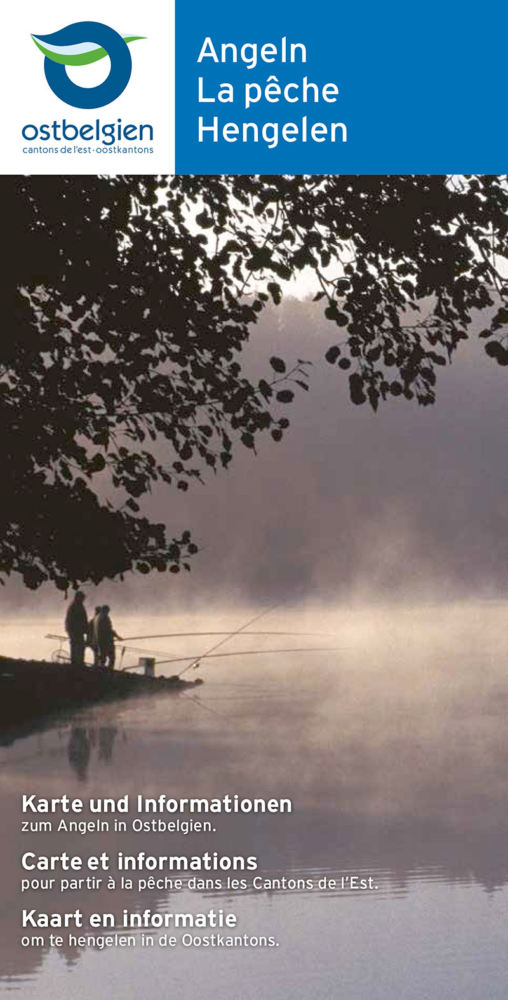 ostbelgien
cantons de l'est · oostkantons
Angeln
La pêche
Hengelen
Karte und Informationen
zum Angeln in Ostbelgien.
Carte et informations
pour partir à la pêche dans les Cantons de l'Est.
Kaart en informatie
om te hengelen in de Oostkantons.